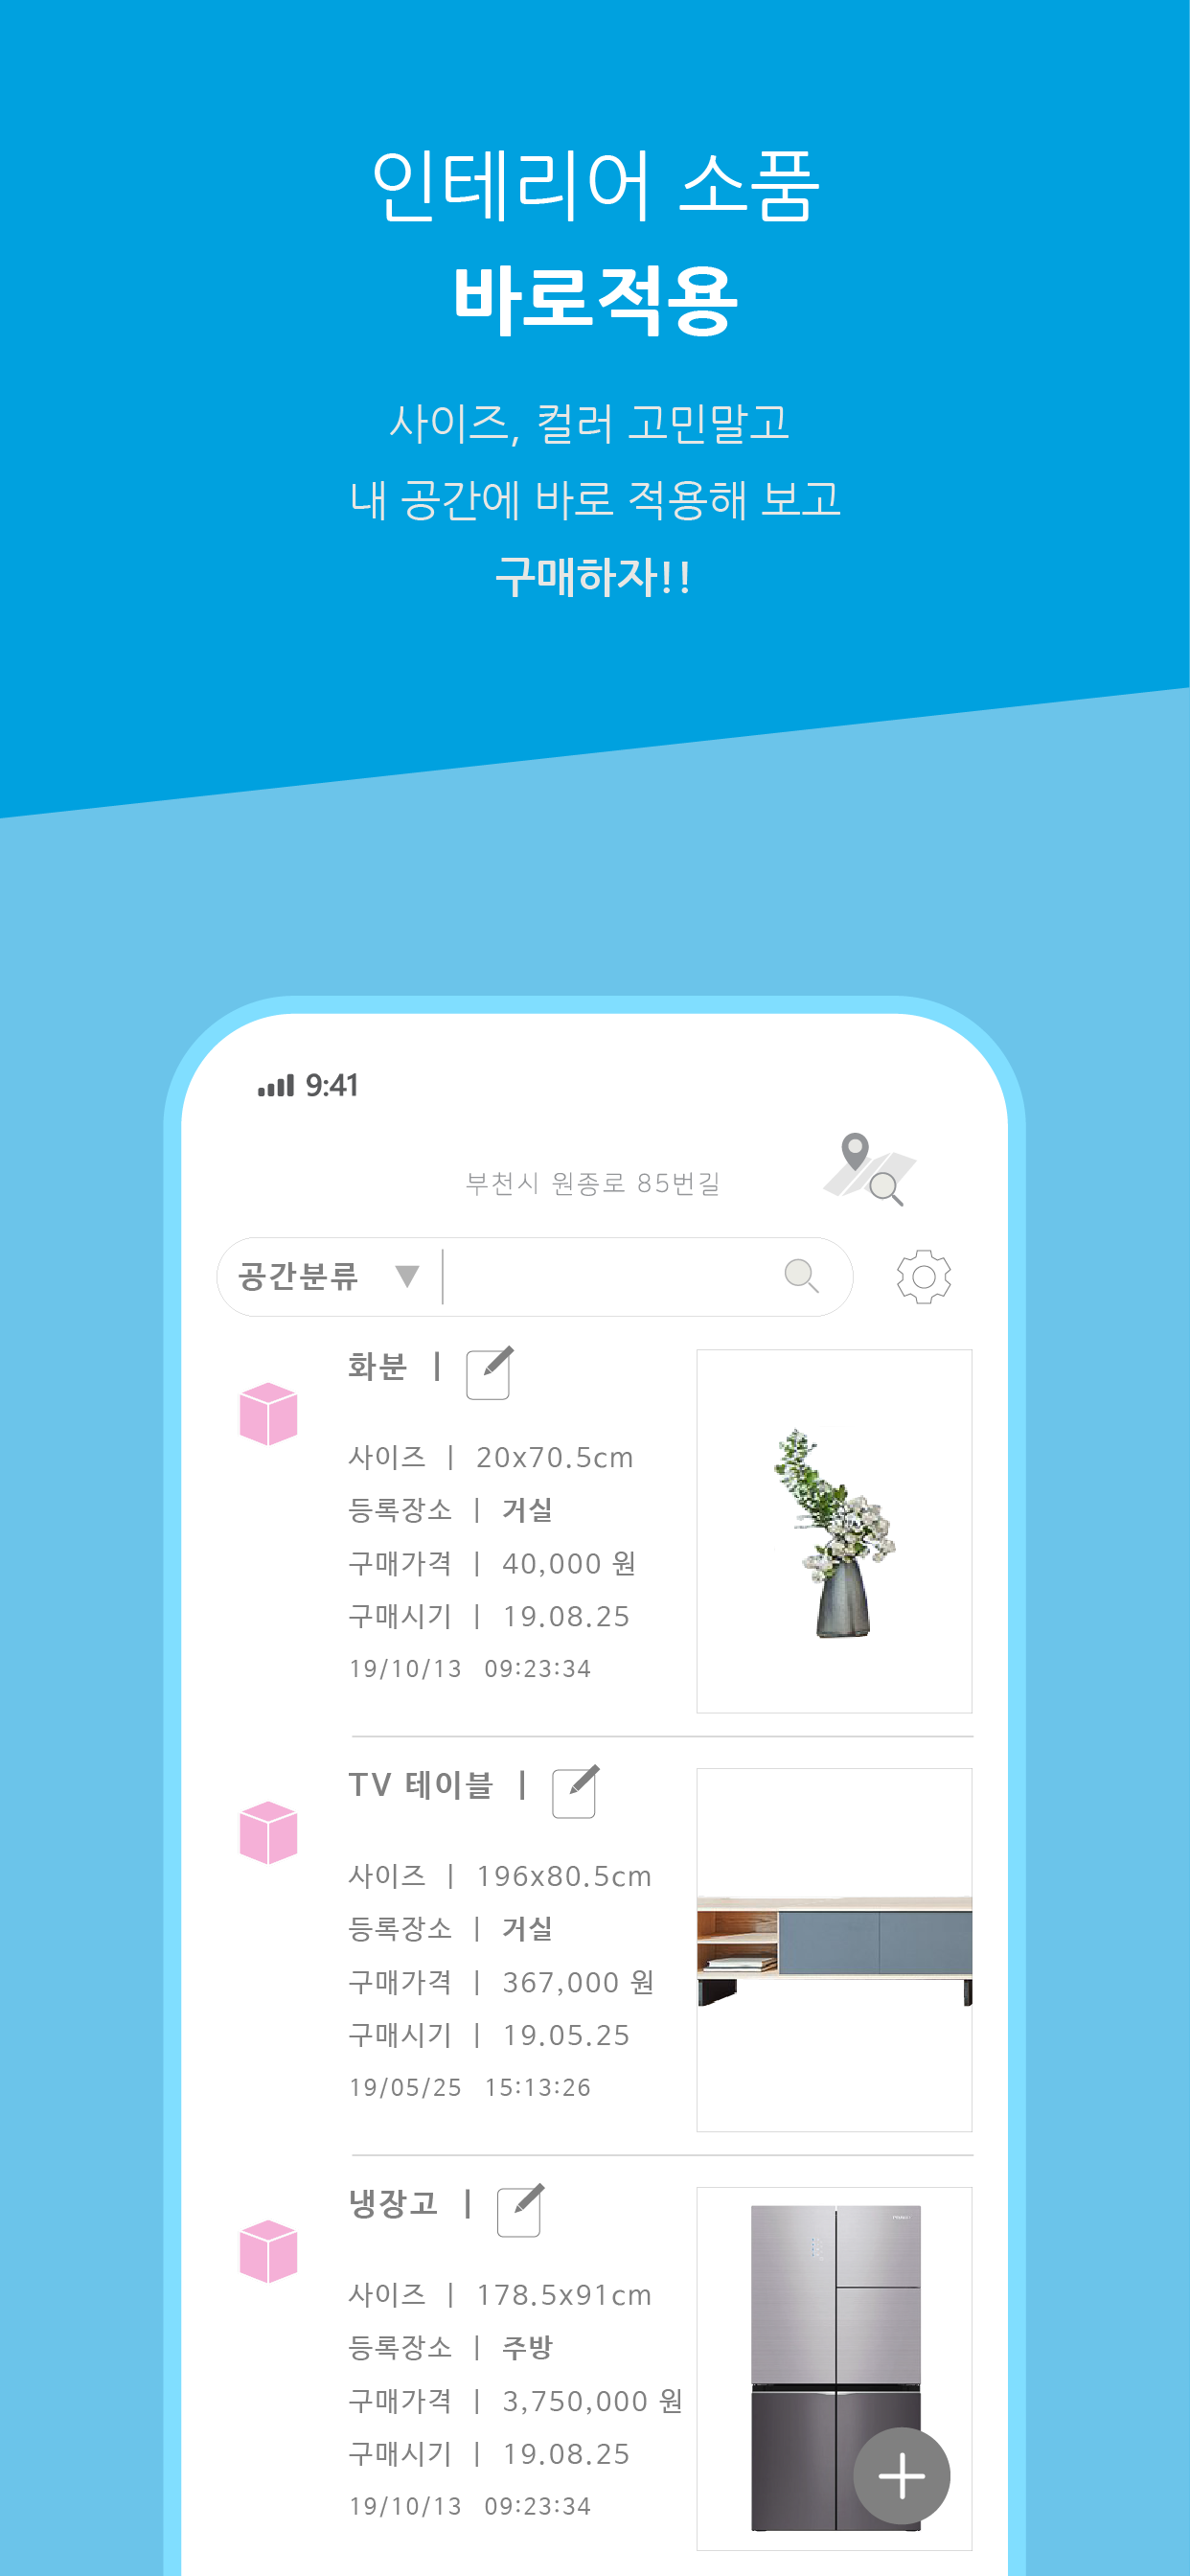 인테리어 소품
바로적용
사이즈, 컬러 고민말고
내 공간에 바로 적용해 보고
구매하자!!
9:41
부천시 원종로 85번길
공간분류 ▼ |
화분 |
사이즈 | 20x70.5cm
등록장소 | 거실
구매가격 | 40,000 원
구매시기 | 19.08.25
19/10/13 09:23:34
TV 테이블 |
사이즈 | 196x80.5cm
등록장소 | 거실
구매가격 | 367,000 원
구매시기 | 19.05.25
19/05/25 15:13:26
냉장고 |
사이즈 | 178.5x91cm
등록장소 | 주방
구매가격 | 3,750,000 원
구매시기 | 19.08.25
19/10/13 09:23:34